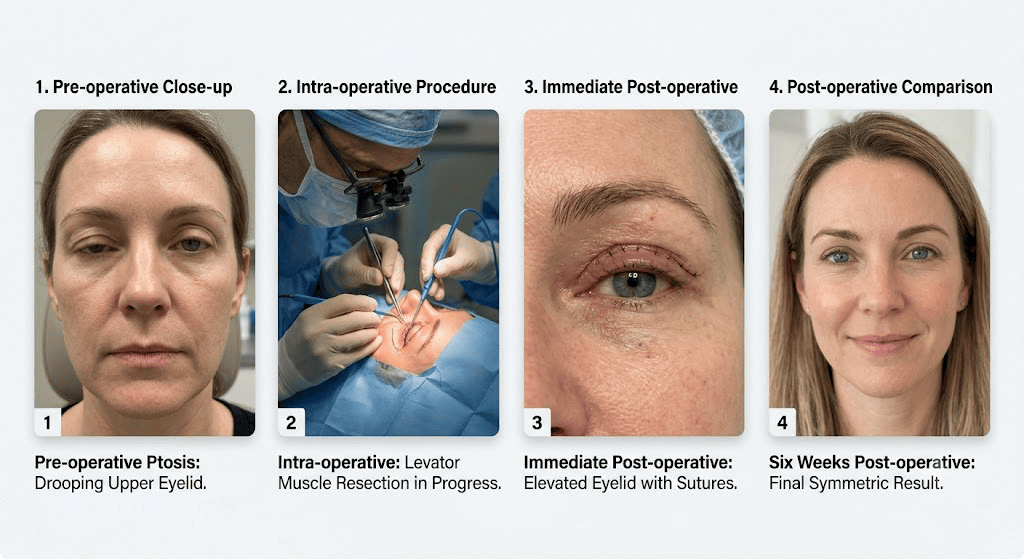 1. Pre-operative Close-up
2. Intra-operative Procedure
3. Immediate Post-operative
4. Post-operative Comparison
1
2
3
4
Pre-operative Ptosis:
Drooping Upper Eyelid.
Intra-operative: Levator
Muscle Resection in Progress.
Immediate Post-operative:
Elevated Eyelid with Sutures.
Six Weeks Post-operative:
Final Symmetric Result.